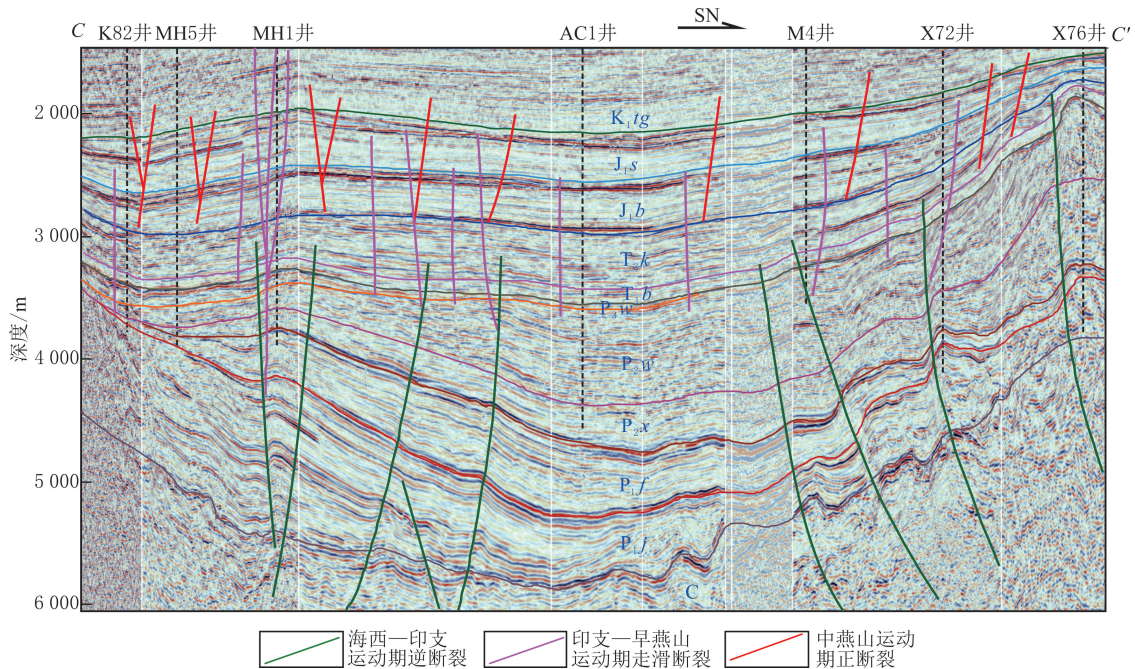 C
SN
C′
K82井 MH5井 MH1井 AC1井 M4井 X72井 X76井
2 000
3 000
4 000
5 000
6 000
深度/m
K₁tg
J₁s
J₁b
T₂k
T₁b
P₃w
P₂w
P₂x
P₁f
P₁j
C
海西—印支
运动期逆断裂
印支—早燕山
运动期走滑断裂
中燕山运动
期正断裂